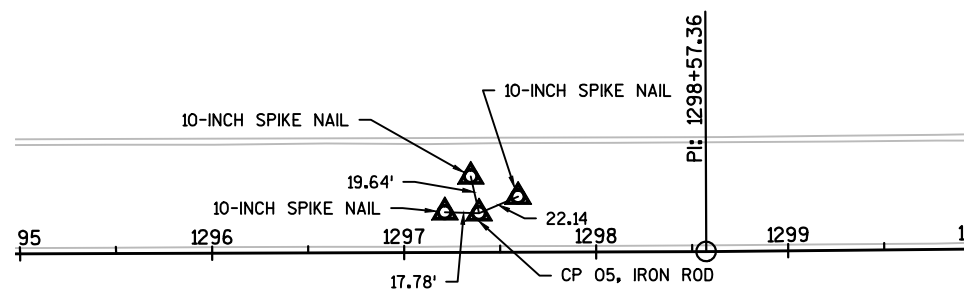 PI: 1298+57.36
10-INCH SPIKE NAIL
10-INCH SPIKE NAIL
19.64'
10-INCH SPIKE NAIL
22.14
95
1296
1297
1298
1299
1
17.78'
CP 05, IRON ROD